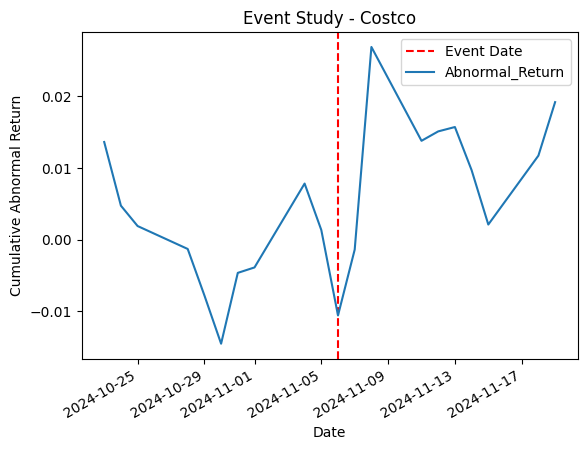 Event Study - Costco
Event Date
Abnormal_Return
Cumulative Abnormal Return
0.02
0.01
0.00
−0.01
2024-10-25
2024-10-29
2024-11-01
2024-11-05
2024-11-09
2024-11-13
2024-11-17
Date